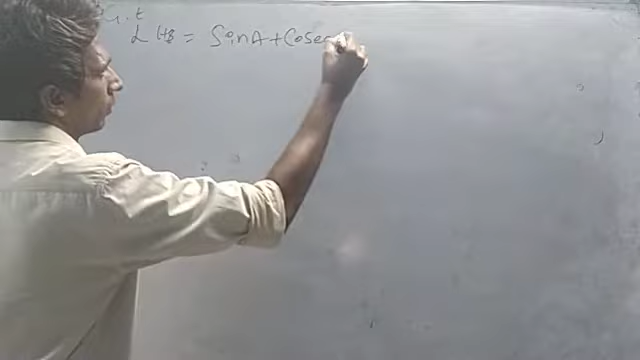 LHS = SinA + Cosec